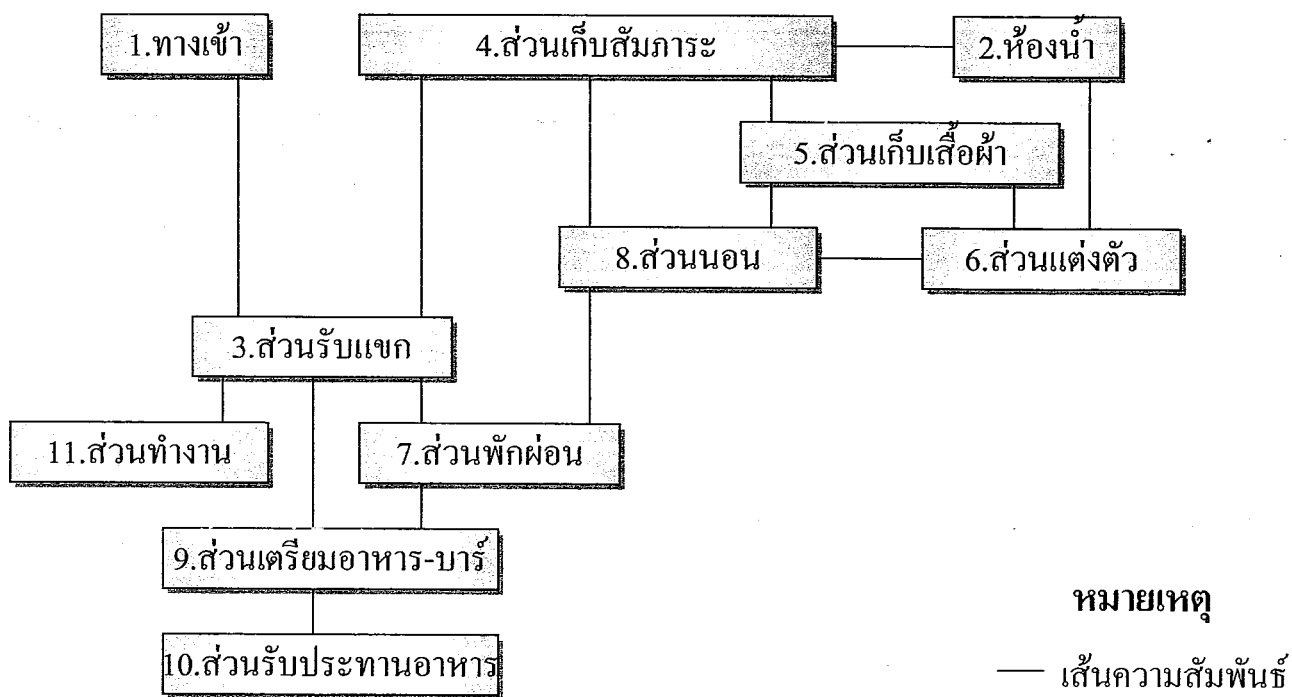 1.ทางเข้า
4.ส่วนเก็บสัมภาระ
2.ห้องน้ำ
5.ส่วนเก็บเสื้อผ้า
8.ส่วนนอน
6.ส่วนแต่งตัว
3.ส่วนรับแขก
11.ส่วนทำงาน
7.ส่วนพักผ่อน
9.ส่วนเตรียมอาหาร-บาร์
10.ส่วนรับประทานอาหาร
หมายเหตุ
เส้นความสัมพันธ์